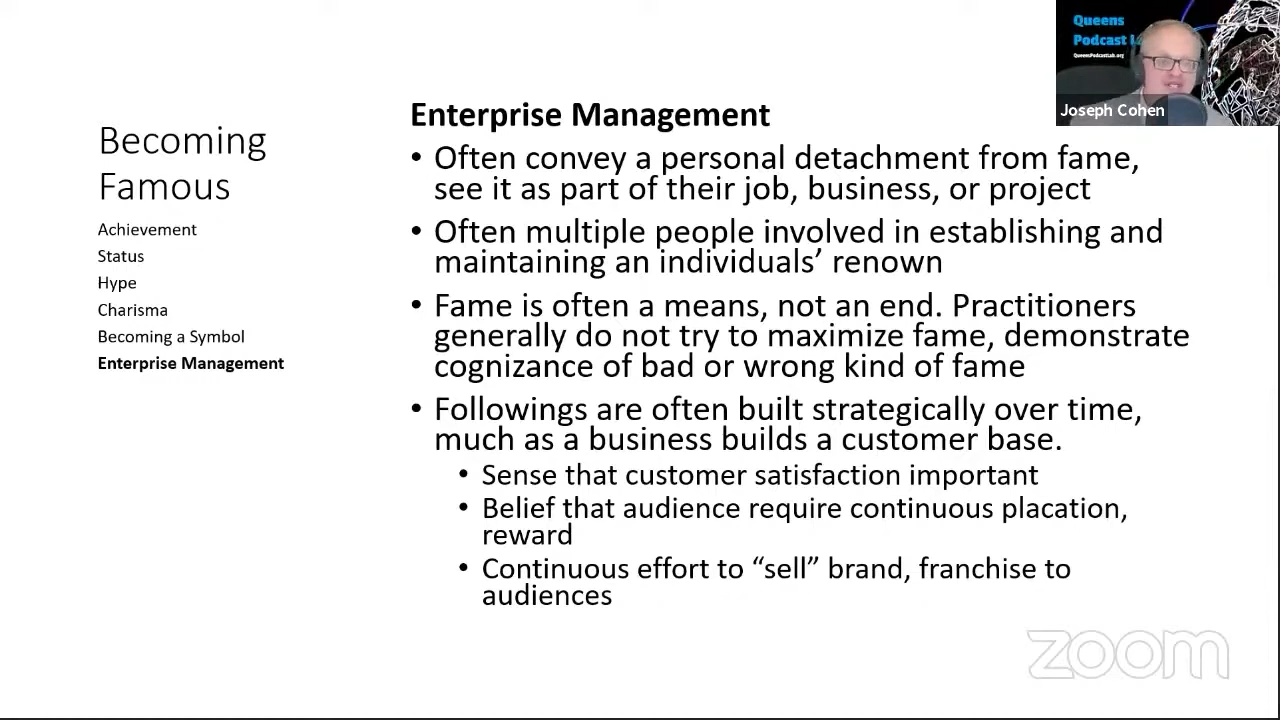 Becoming
Famous
Achievement
Status
Hype
Charisma
Becoming a Symbol
Enterprise Management
Enterprise Management
• Often convey a personal detachment from fame,
see it as part of their job, business, or project
• Often multiple people involved in establishing and
maintaining an individuals’ renown
• Fame is often a means, not an end. Practitioners
generally do not try to maximize fame, demonstrate
cognizance of bad or wrong kind of fame
• Followings are often built strategically over time,
much as a business builds a customer base.
• Sense that customer satisfaction important
• Belief that audience require continuous placation,
reward
• Continuous effort to “sell” brand, franchise to
audiences
Queens
Podcast
QueensPodcastLab.org
Joseph Cohen
zoom